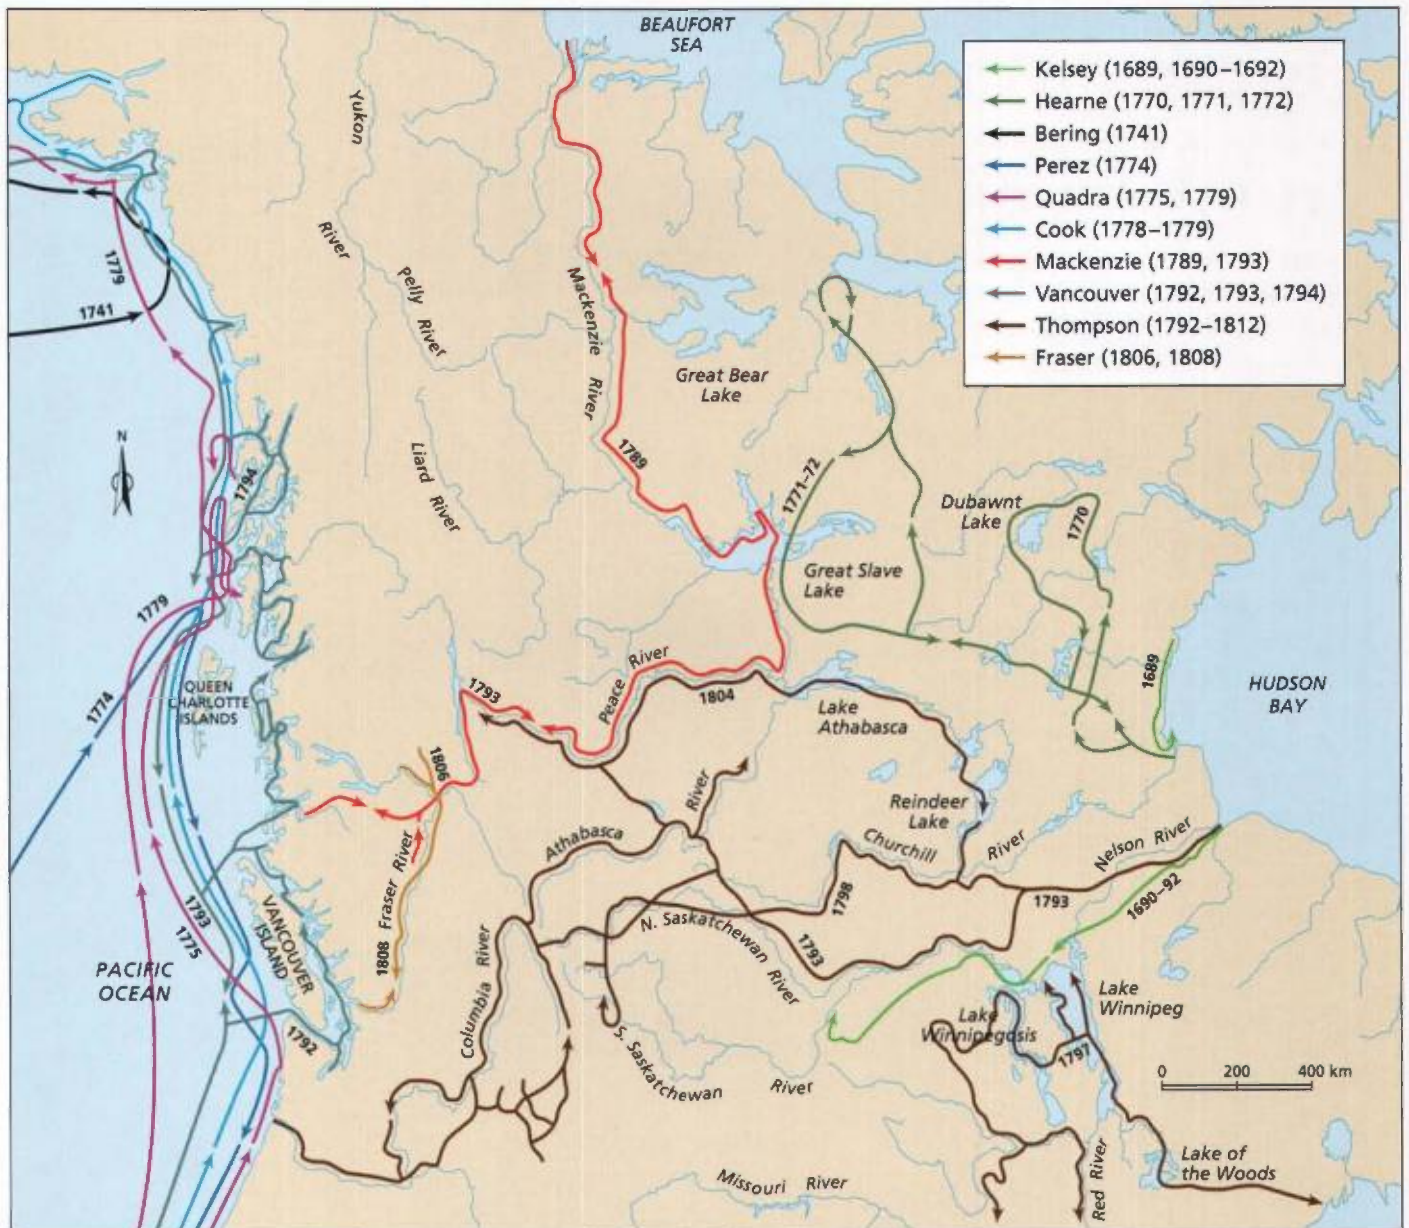 BEAUFORT
SEA
Kelsey (1689, 1690–1692)
Hearne (1770, 1771, 1772)
Bering (1741)
Perez (1774)
Quadra (1775, 1779)
Cook (1778–1779)
Mackenzie (1789, 1793)
Vancouver (1792, 1793, 1794)
Thompson (1792–1812)
Fraser (1806, 1808)
Yukon
River
Pelly
River
Mackenzie
River
1779
1741
Great Bear
Lake
N
Liard
River
1789
1794
1771–72
Dubawnt
Lake
1770
Great Slave
Lake
1779
1689
HUDSON
BAY
QUEEN
CHARLOTTE
ISLANDS
1774
1793
Peace
River
1804
Lake
Athabasca
1806
River
Reindeer
Lake
Athabasca
Churchill
River
Nelson River
Fraser River
1808
1798
1793
1690–92
1793
1775
VANCOUVER
ISLAND
N. Saskatchewan
River
1793
PACIFIC
OCEAN
Columbia River
Lake
Winnipeg
Lake
Winnipegosis
1792
S. Saskatchewan
River
1797
0 200 400 km
Red River
Lake of
the Woods
Missouri River